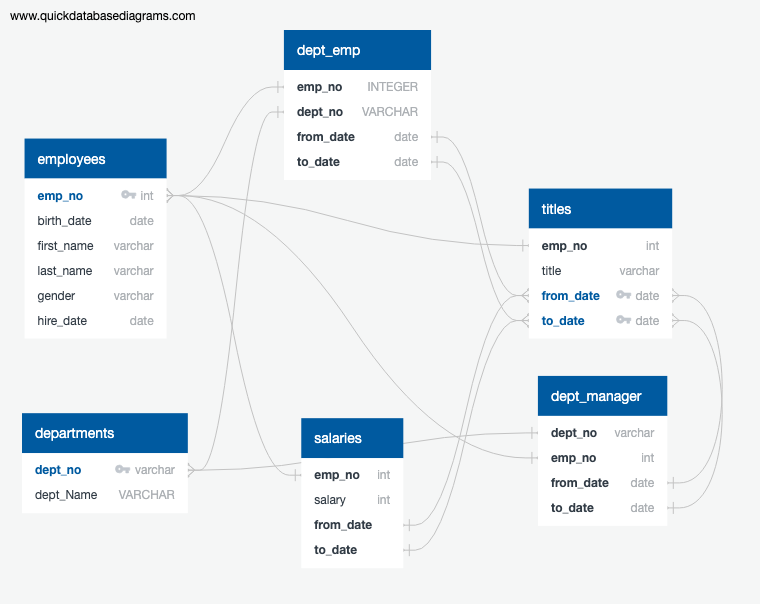 www.quickdatabasediagrams.com
dept_emp
emp_no INTEGER
dept_no VARCHAR
from_date date
to_date date
employees
emp_no int
birth_date date
first_name varchar
last_name varchar
gender varchar
hire_date date
titles
emp_no int
title varchar
from_date date
to_date date
dept_manager
dept_no varchar
emp_no int
from_date date
to_date date
departments
dept_no varchar
dept_Name VARCHAR
salaries
emp_no int
salary int
from_date
to_date